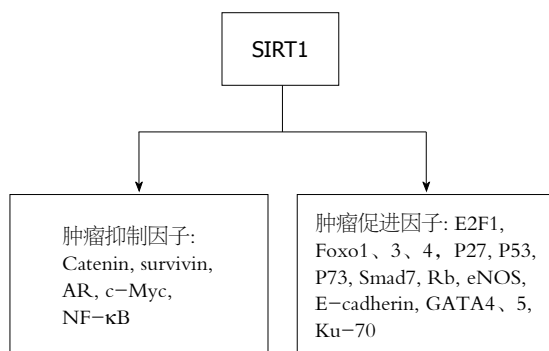 SIRT1
肿瘤抑制因子:
Catenin, survivin,
AR, c-Myc,
NF-κB
肿瘤促进因子: E2F1,
Foxo1、3、4，P27, P53,
P73, Smad7, Rb, eNOS,
E-cadherin, GATA4、5,
Ku-70